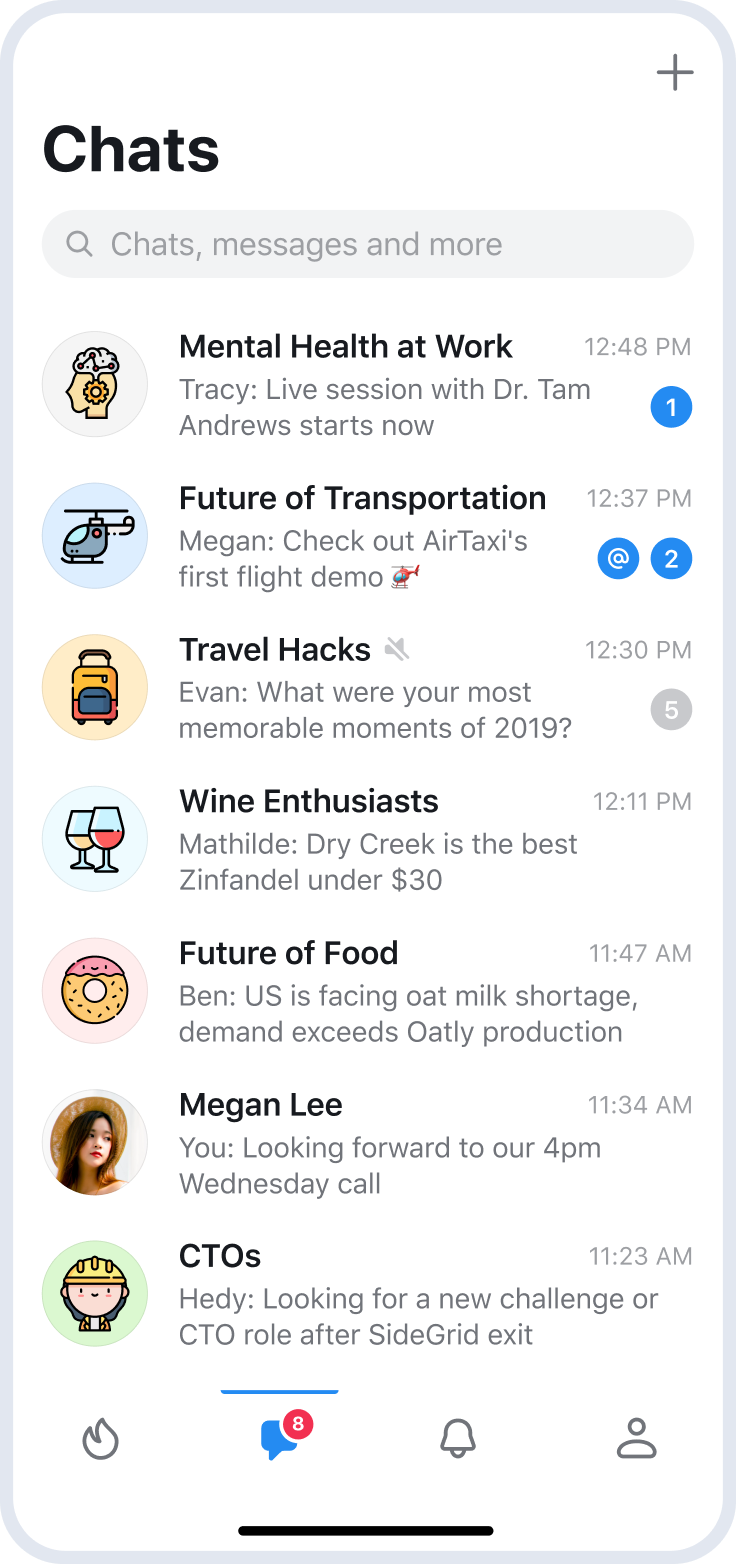 Chats
Chats, messages and more
Mental Health at Work 12:48 PM
Tracy: Live session with Dr. Tam
Andrews starts now
1
Future of Transportation 12:37 PM
Megan: Check out AirTaxi's
first flight demo 🚁
@ 2
Travel Hacks 12:30 PM
Evan: What were your most
memorable moments of 2019?
5
Wine Enthusiasts 12:11 PM
Mathilde: Dry Creek is the best
Zinfandel under $30
Future of Food 11:47 AM
Ben: US is facing oat milk shortage,
demand exceeds Oatly production
Megan Lee 11:34 AM
You: Looking forward to our 4pm
Wednesday call
CTOs 11:23 AM
Hedy: Looking for a new challenge or
CTO role after SideGrid exit
8